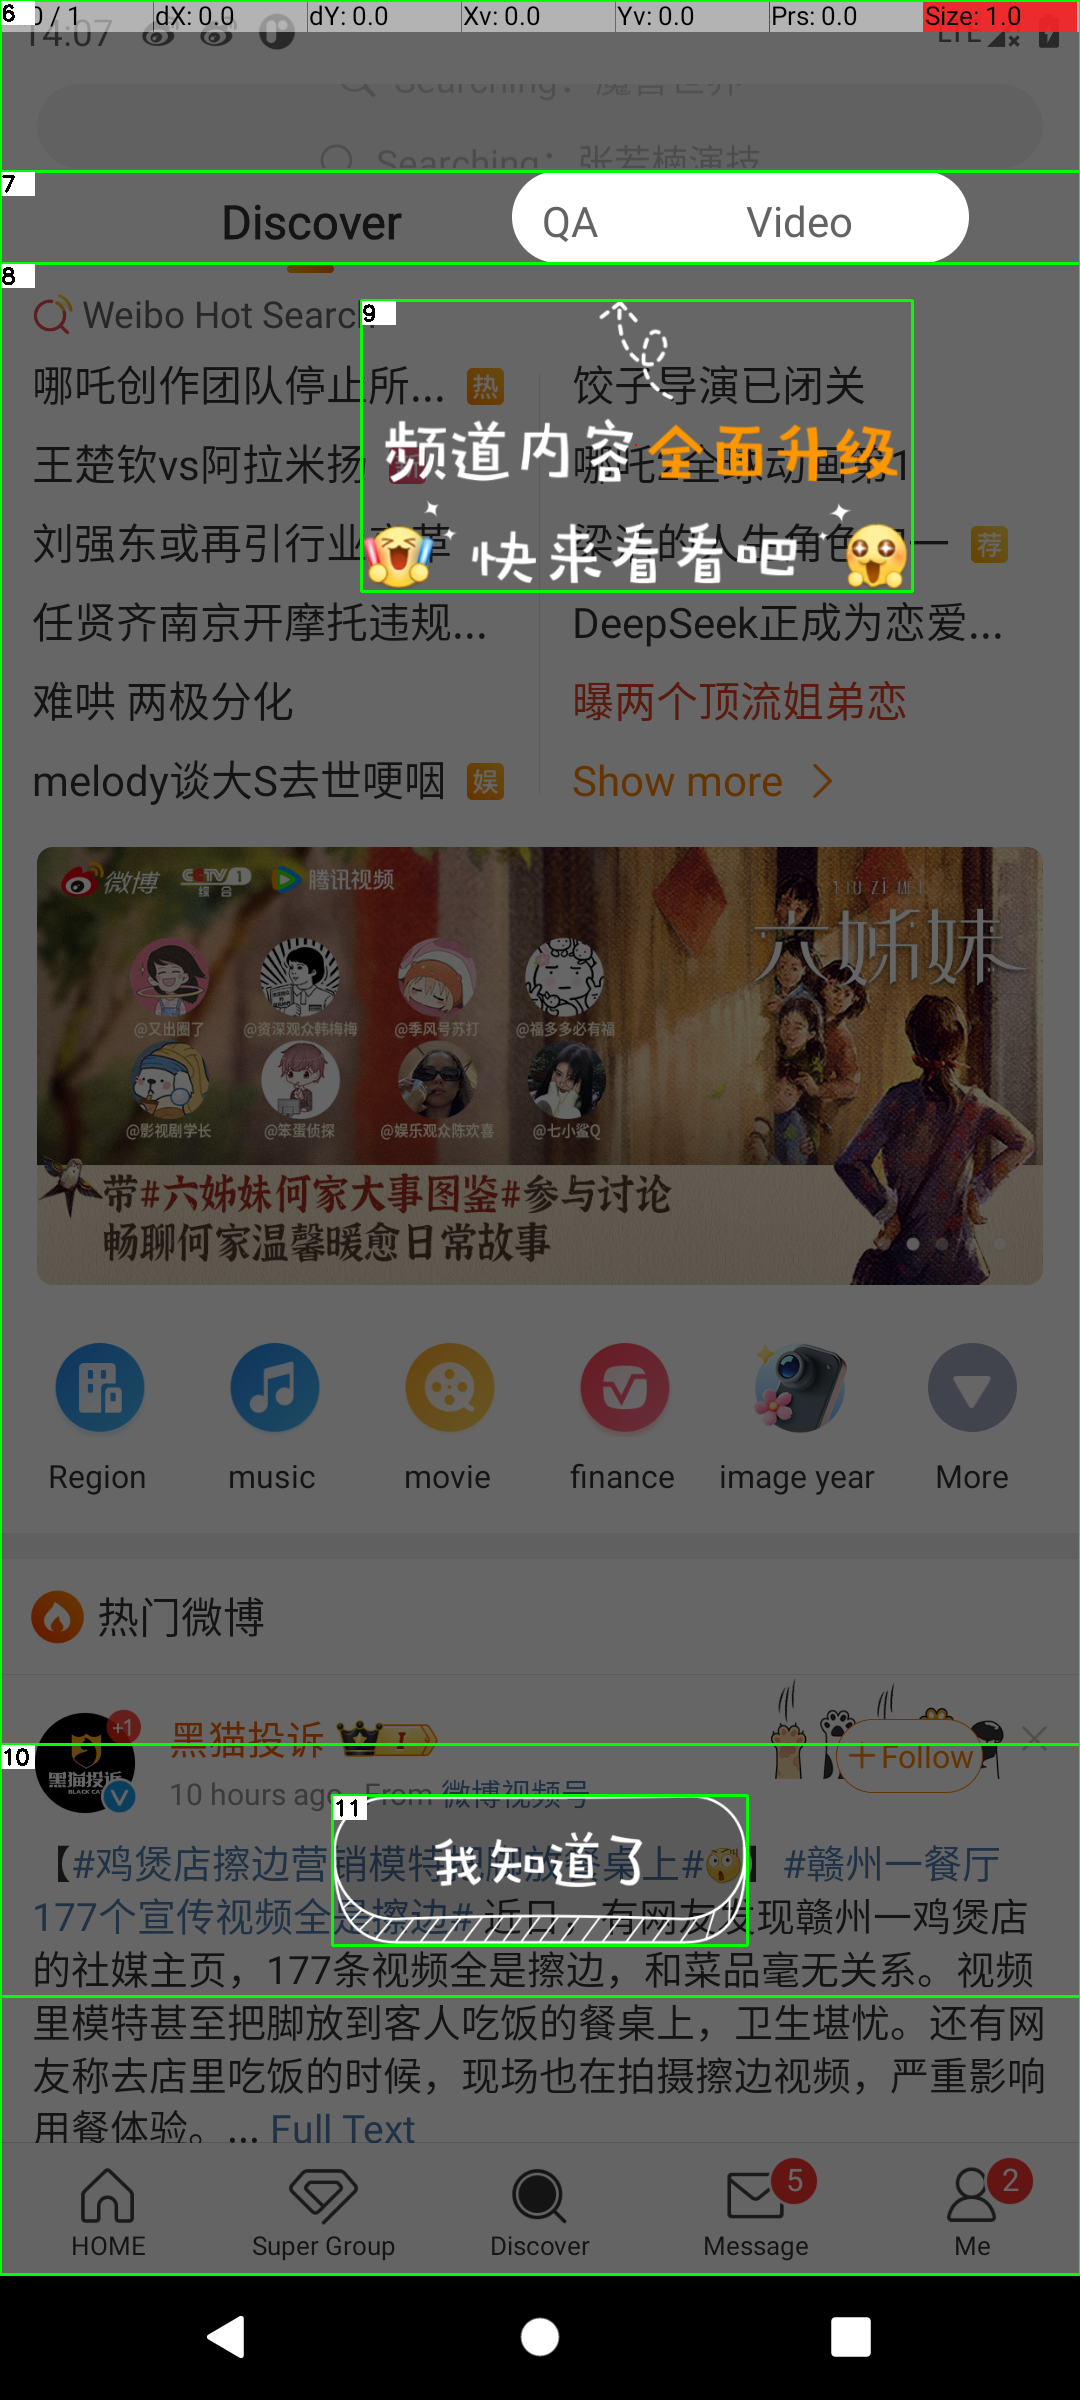 0 / 1 dX: 0.0 dY: 0.0 Xv: 0.0 Yv: 0.0 Prs: 0.0 Size: 1.0
14:07 LTE
Searching: 魔兽世界
Searching: 张若楠演技
Discover QA Video
Weibo Hot Search
哪吒创作团队停止所... 热
饺子导演已闭关
频道内容全面升级
王楚钦vs阿拉米扬
哪吒2全球动画第1
刘强东或再引行业变革
快来看看吧
荐
任贤齐南京开摩托违规...
DeepSeek正成为恋爱...
难哄 两极分化
曝两个顶流姐弟恋
melody谈大S去世哽咽 娱
Show more
微博 CCTV 1 综合 腾讯视频
LIU ZI MEI
六姊妹
@又出圈了 @资深观众韩梅梅 @季风号苏打 @福多多必有福
@影视剧学长 @笨蛋侦探 @娱乐观众陈欢喜 @七小鲨Q
带#六姊妹何家大事图鉴#参与讨论
畅聊何家温馨暖愈日常故事
Region music movie finance image year More
热门微博
+1
黑猫投诉 I
+Follow
黑猫投诉
BLACK CAT
10 hours ago From 微博视频号
我知道了
【#鸡煲店擦边营销模特把脚放餐桌上#】 #赣州一餐厅
177个宣传视频全是擦边# 近日，有网友发现赣州一鸡煲店
的社媒主页，177条视频全是擦边，和菜品毫无关系。视频
里模特甚至把脚放到客人吃饭的餐桌上，卫生堪忧。还有网
友称去店里吃饭的时候，现场也在拍摄擦边视频，严重影响
用餐体验。... Full Text
5 2
HOME Super Group Discover Message Me
6
7
8
9
10
11